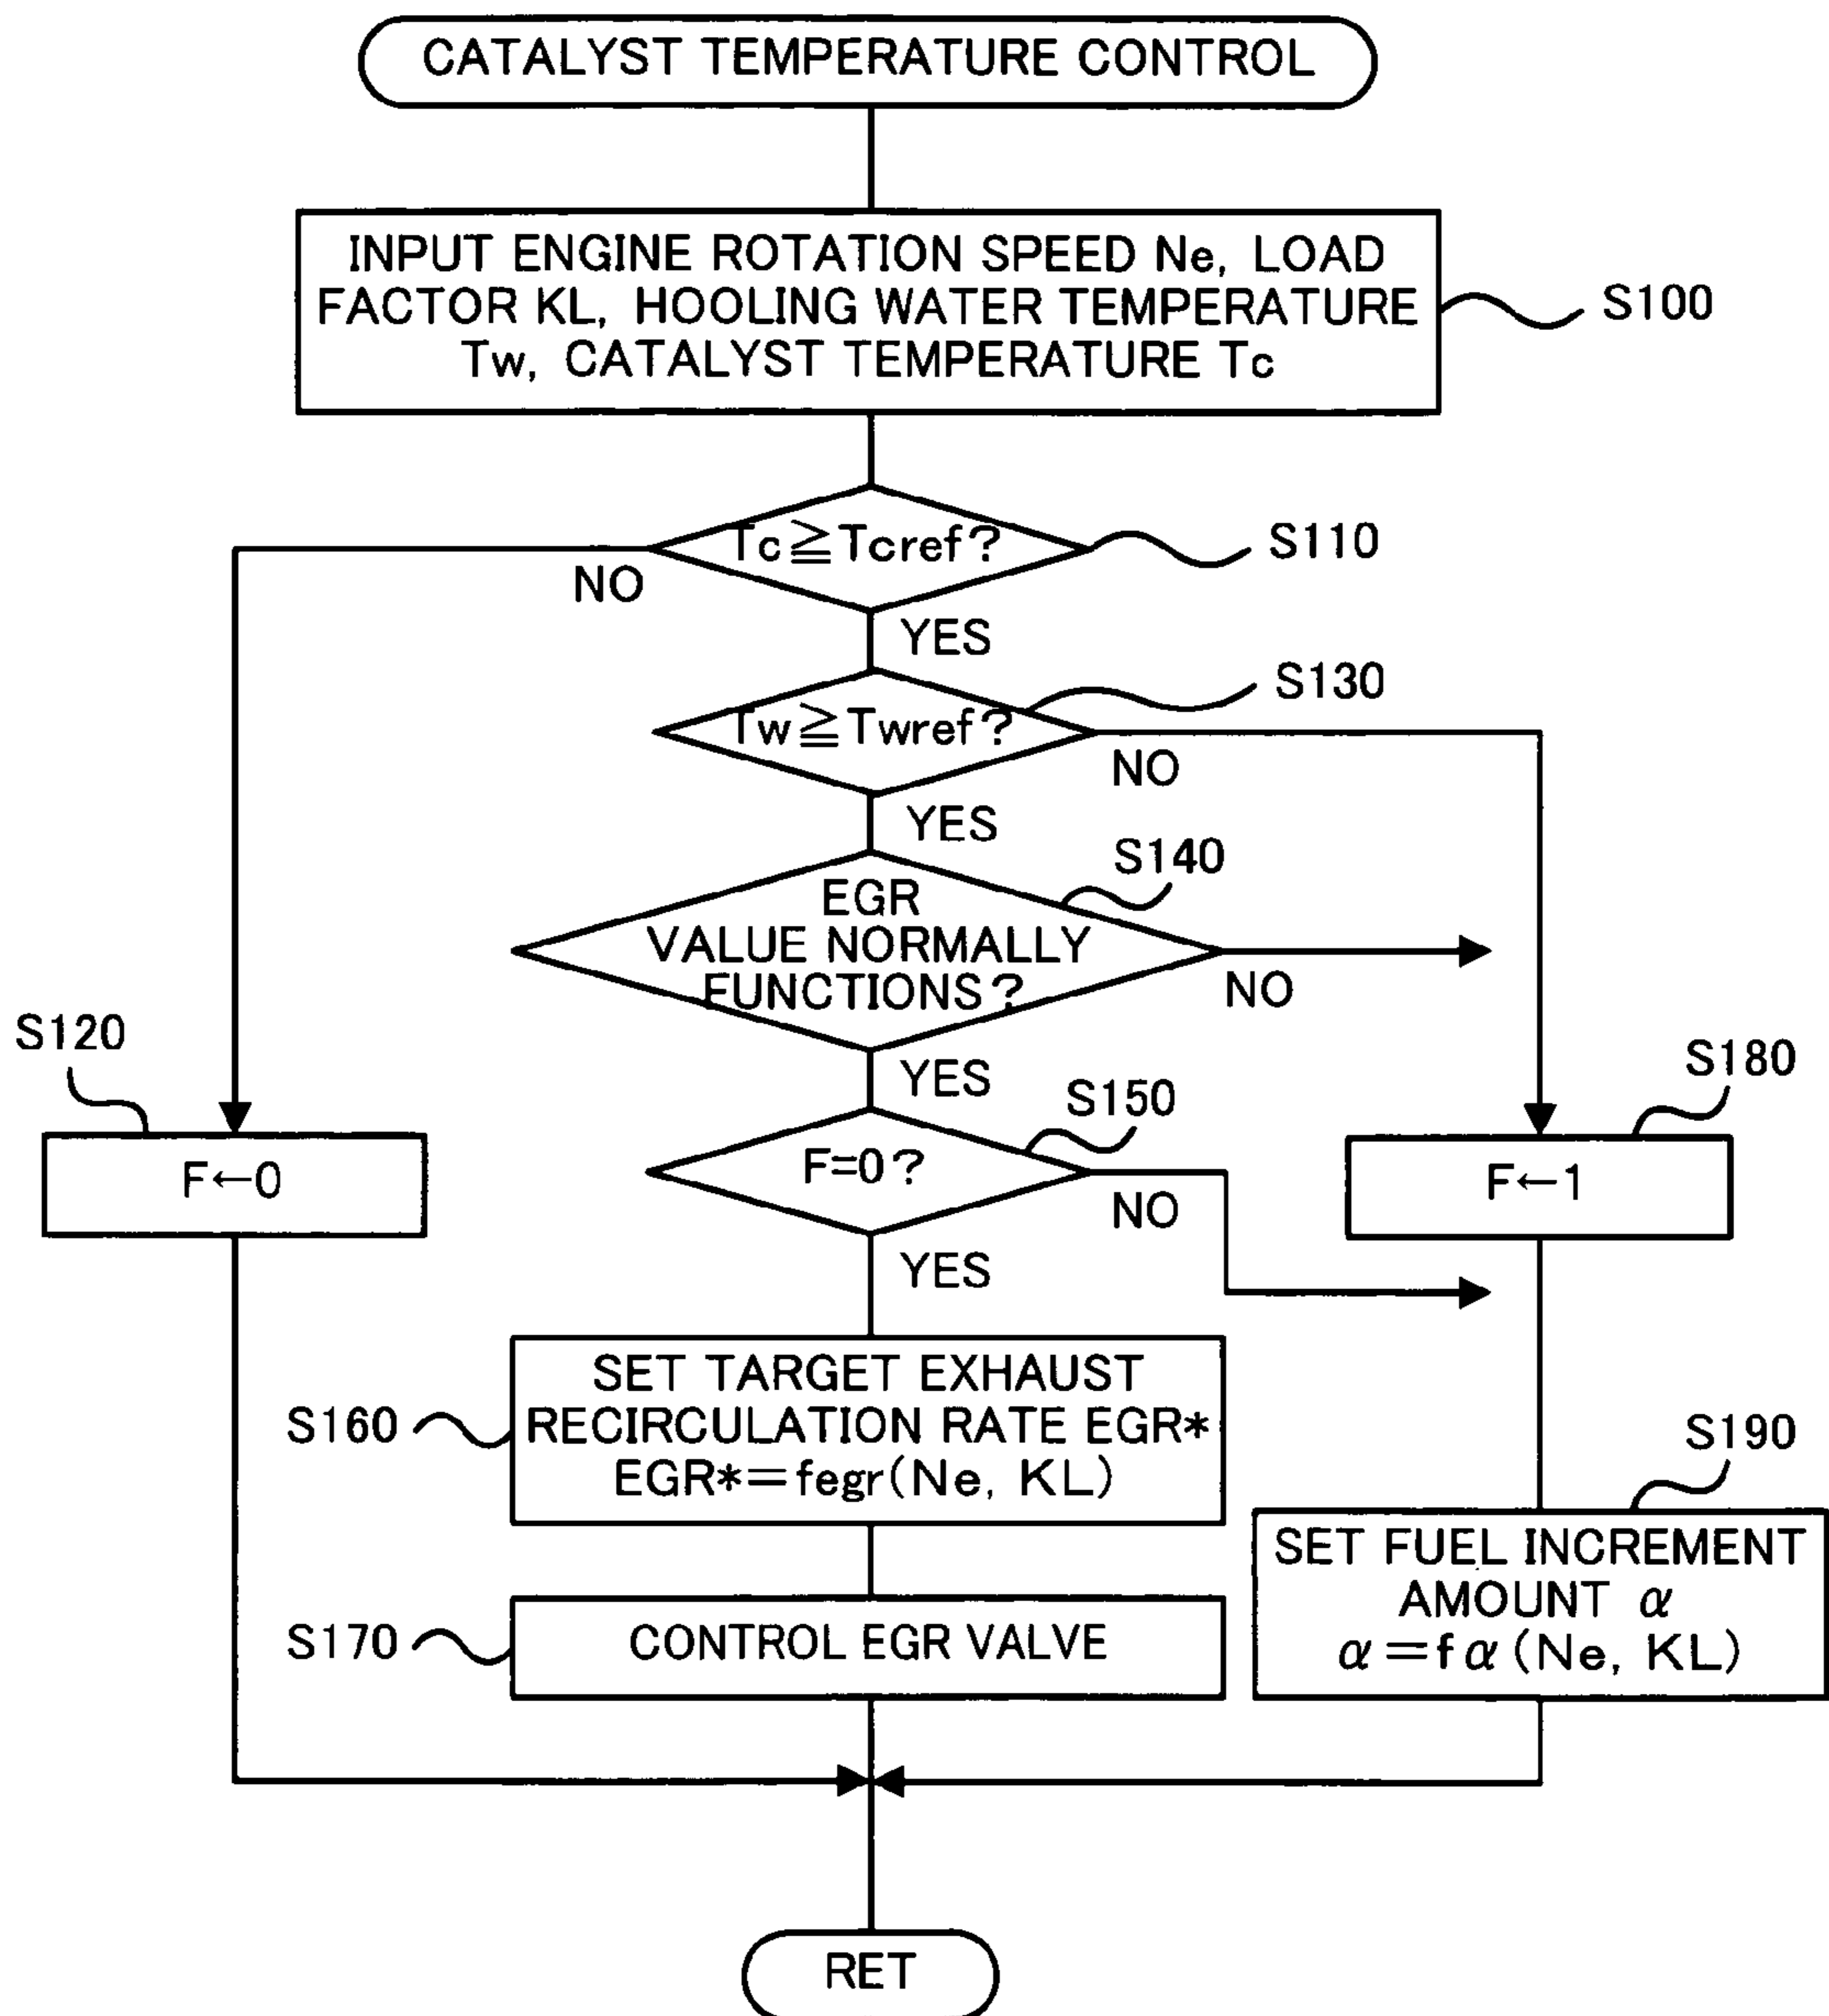 CATALYST TEMPERATURE CONTROL
INPUT ENGINE ROTATION SPEED Ne, LOAD
FACTOR KL, HOOLING WATER TEMPERATURE
Tw, CATALYST TEMPERATURE Tc
S100
Tc≧Tcref?
S110
NO
YES
Tw≧Twref?
S130
NO
YES
S140
EGR
VALUE NORMALLY
FUNCTIONS?
NO
YES
S120
F←0
S150
F=0?
NO
YES
S180
F←1
S160
SET TARGET EXHAUST
RECIRCULATION RATE EGR*
EGR*=fegr(Ne, KL)
S170
CONTROL EGR VALVE
S190
SET FUEL INCREMENT
AMOUNT α
α=fα(Ne, KL)
RET